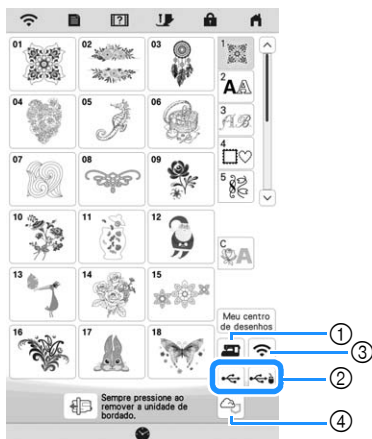 01 02 03 1
2 AA
04 05 06 3 AB
4
07 08 09 5
10 11 12
C A
13 14 15
Meu centro
de desenhos
16 17 18
①
③
②
Sempre pressione ao
remover a unidade de
bordado.
④